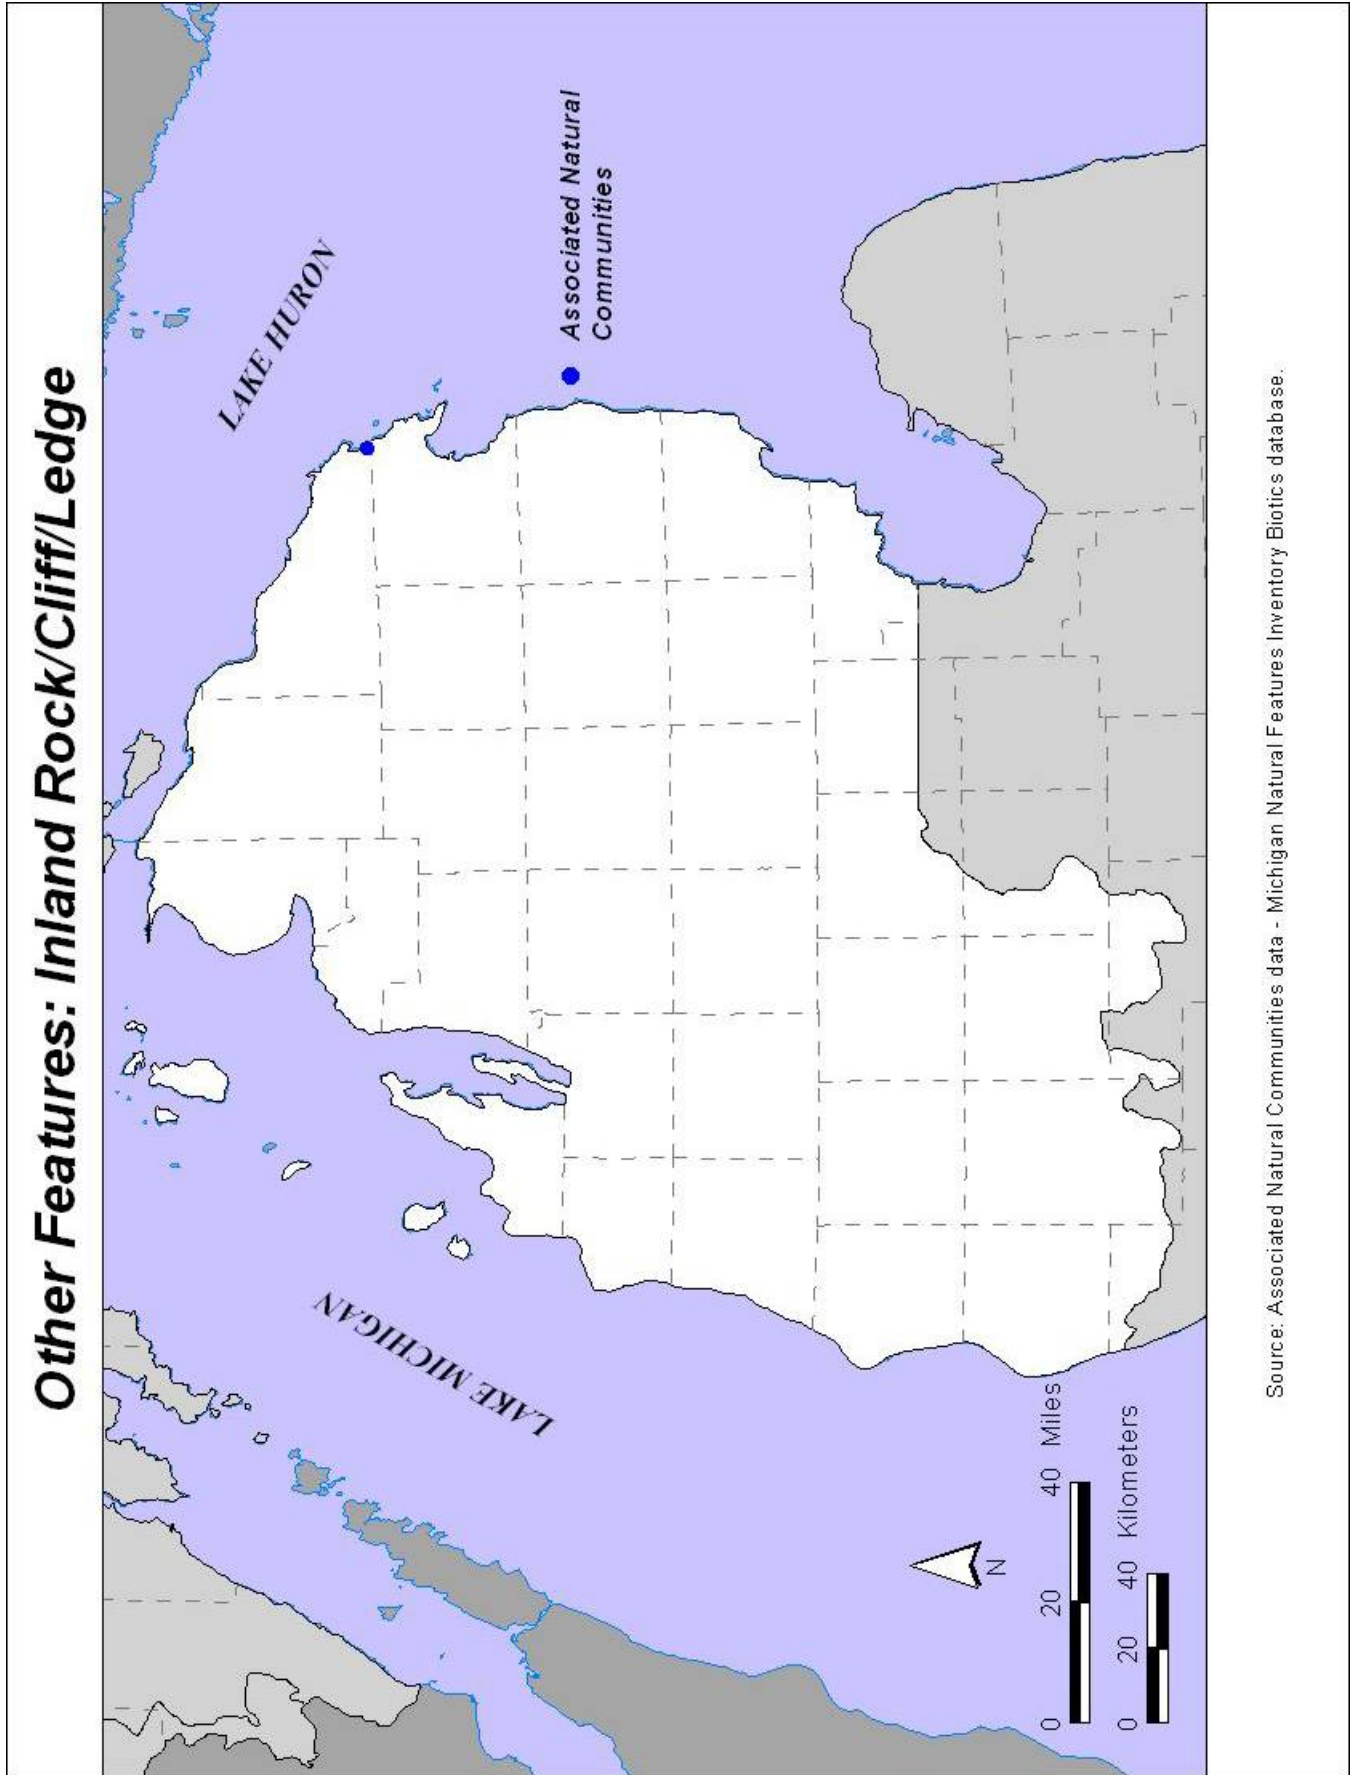 Other Features: Inland Rock/Cliff/Ledge
LAKE HURON
Associated Natural
Communities
LAKE MICHIGAN
N
0 20 40 Miles
0 20 40 Kilometers
Source: Associated Natural Communities data - Michigan Natural Features Inventory Biotics database.